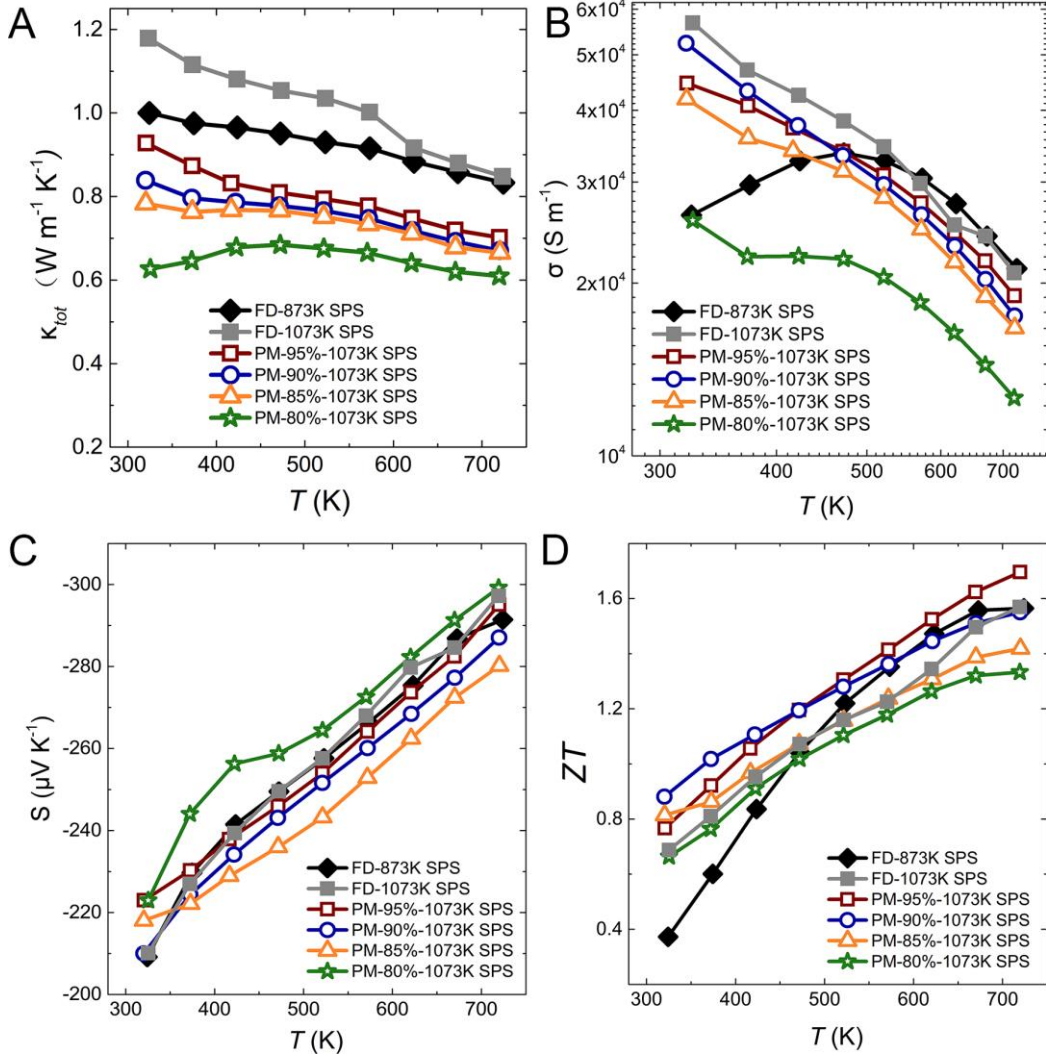 A
1.2
1.0
0.8
0.6
0.4
0.2
κtot (W m⁻¹ K⁻¹)
FD-873K SPS
FD-1073K SPS
PM-95%-1073K SPS
PM-90%-1073K SPS
PM-85%-1073K SPS
PM-80%-1073K SPS
300 400 500 600 700
T (K)
B
6x10⁴
5x10⁴
4x10⁴
3x10⁴
2x10⁴
10⁴
σ (S m⁻¹)
FD-873K SPS
FD-1073K SPS
PM-95%-1073K SPS
PM-90%-1073K SPS
PM-85%-1073K SPS
PM-80%-1073K SPS
300 400 500 600 700
T (K)
C
-300
-280
-260
-240
-220
-200
S (μV K⁻¹)
FD-873K SPS
FD-1073K SPS
PM-95%-1073K SPS
PM-90%-1073K SPS
PM-85%-1073K SPS
PM-80%-1073K SPS
300 400 500 600 700
T (K)
D
1.6
1.2
0.8
0.4
ZT
FD-873K SPS
FD-1073K SPS
PM-95%-1073K SPS
PM-90%-1073K SPS
PM-85%-1073K SPS
PM-80%-1073K SPS
300 400 500 600 700
T (K)